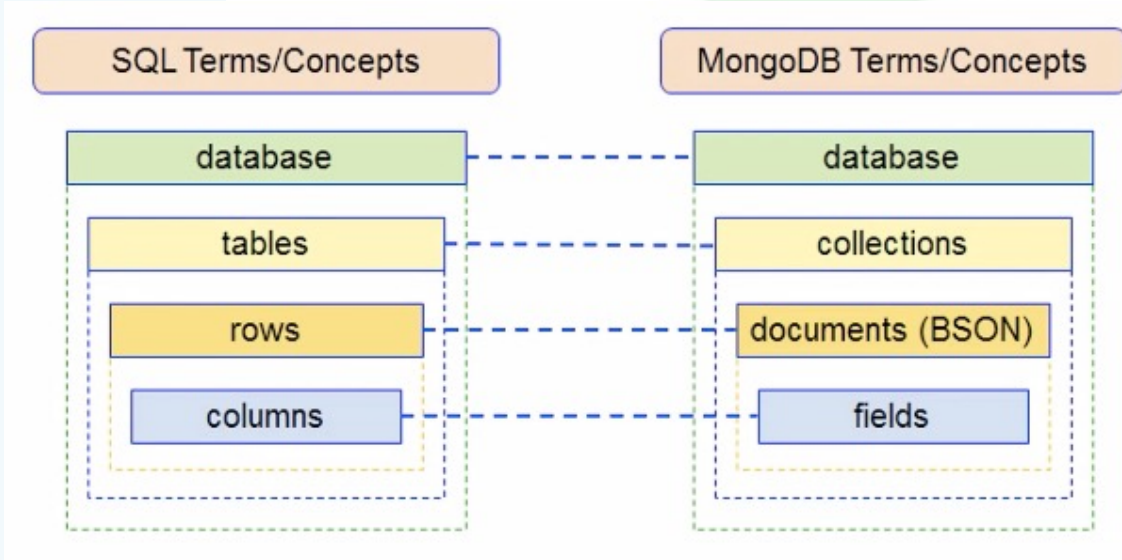 SQL Terms/Concepts
MongoDB Terms/Concepts
database
database
tables
collections
rows
documents (BSON)
columns
fields